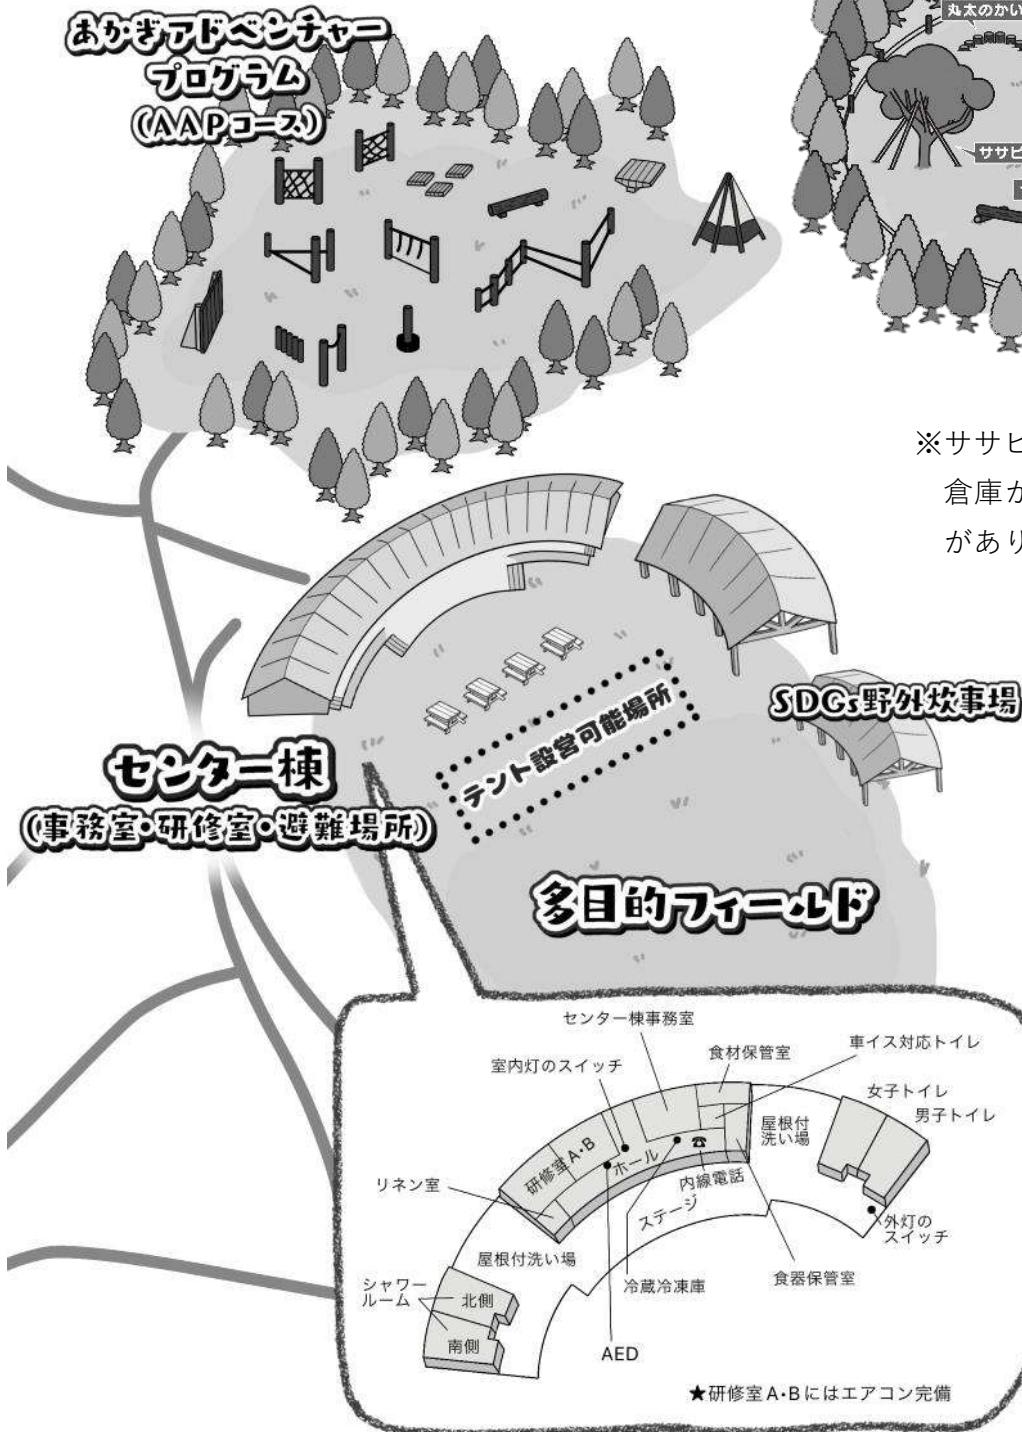 あかぎアドベンチャー
プログラム
(AAPコース)
丸太のかい
ササビ
※ササビ
倉庫か
があり
SDGs野外炊事場
テント設営可能場所
センター棟
(事務室・研修室・避難場所)
多目的フィールド
センター棟事務室
室内灯のスイッチ
食材保管室
車イス対応トイレ
女子トイレ
男子トイレ
屋根付
洗い場
研修室A・B
ホール
内線電話
ステージ
リネン室
外灯の
スイッチ
屋根付洗い場
冷蔵冷凍庫
食器保管室
シャワー
ルーム
北側
南側
AED
★研修室A・Bにはエアコン完備